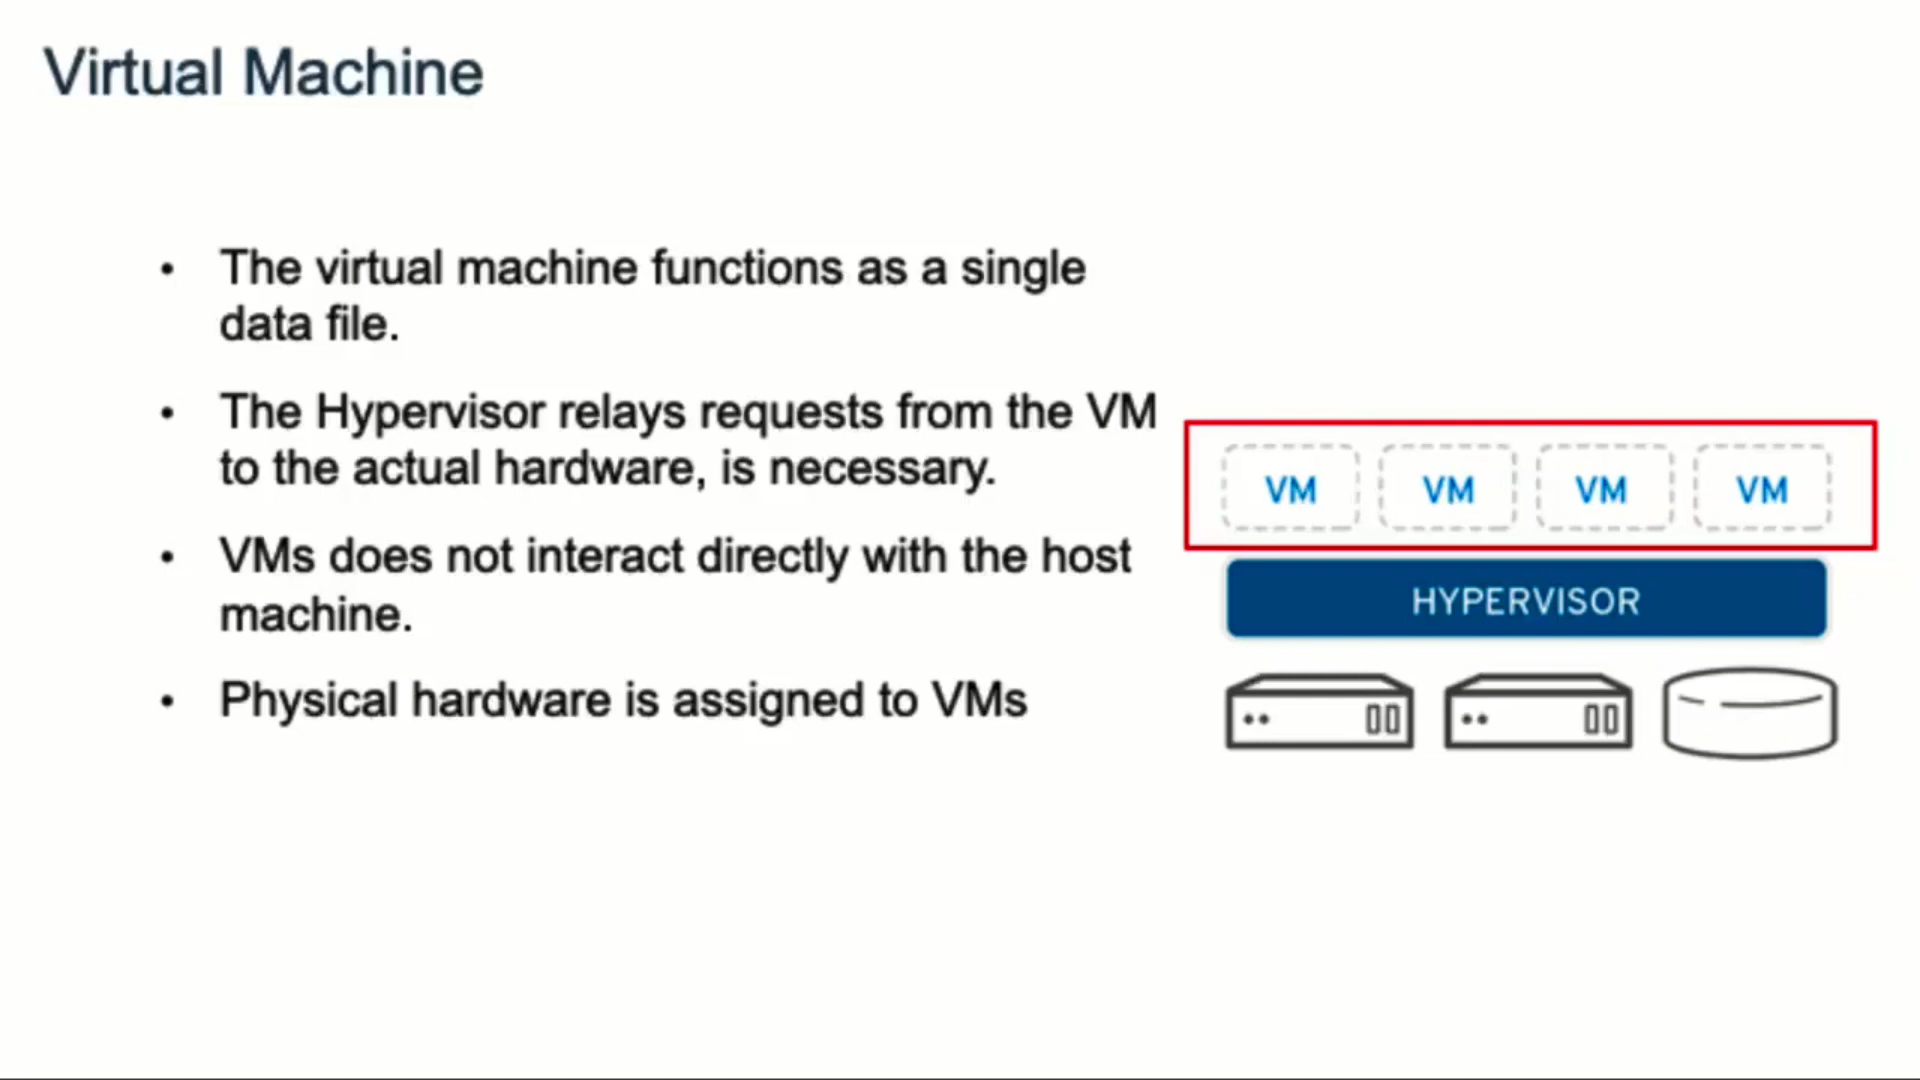 Virtual Machine
• The virtual machine functions as a single
data file.
• The Hypervisor relays requests from the VM
to the actual hardware, is necessary.
• VMs does not interact directly with the host
machine.
• Physical hardware is assigned to VMs
VM VM VM VM
HYPERVISOR